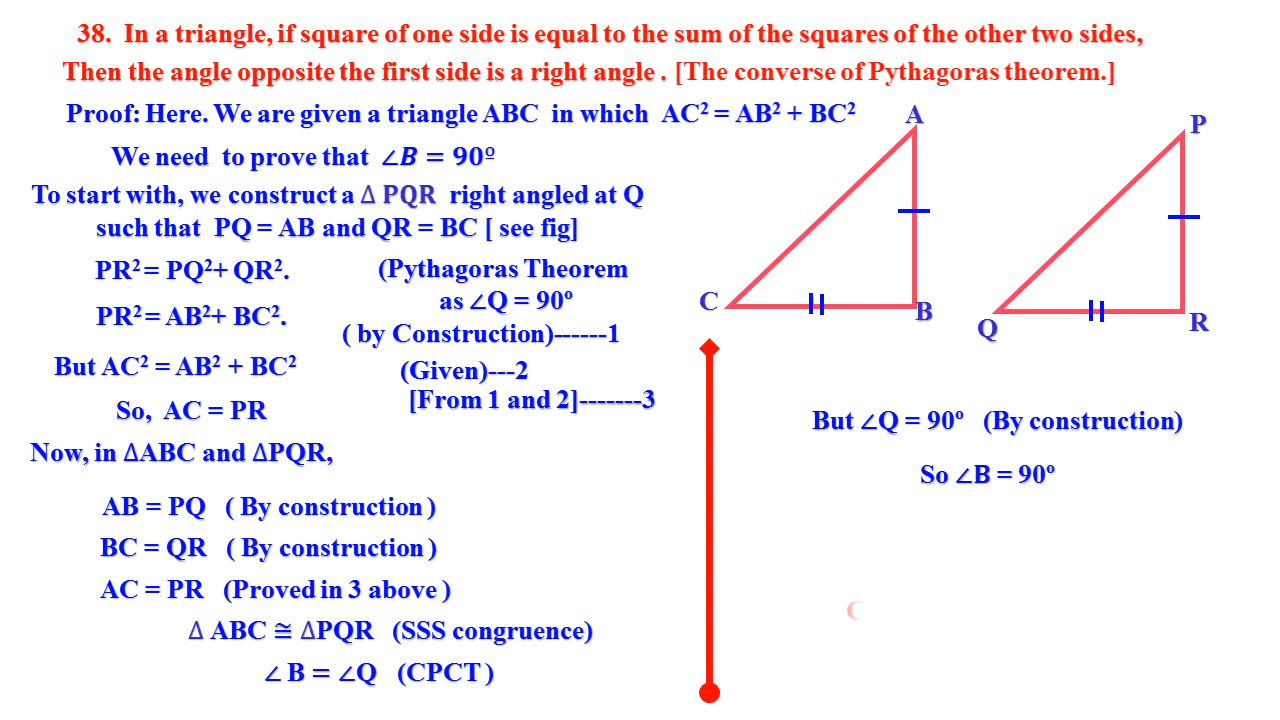 38. In a triangle, if square of one side is equal to the sum of the squares of the other two sides,
Then the angle opposite the first side is a right angle . [The converse of Pythagoras theorem.]
Proof: Here. We are given a triangle ABC in which AC² = AB² + BC²
We need to prove that ∠B = 90º
To start with, we construct a Δ PQR right angled at Q
such that PQ = AB and QR = BC [ see fig]
PR² = PQ²+ QR². (Pythagoras Theorem
as ∠Q = 90º
PR² = AB²+ BC². ( by Construction)------1
But AC² = AB² + BC² (Given)---2
So, AC = PR [From 1 and 2]-------3
Now, in ΔABC and ΔPQR,
AB = PQ ( By construction )
BC = QR ( By construction )
AC = PR (Proved in 3 above )
Δ ABC ≅ ΔPQR (SSS congruence)
∠ B = ∠Q (CPCT )
A
C
B
P
Q
R
But ∠Q = 90º (By construction)
So ∠B = 90º